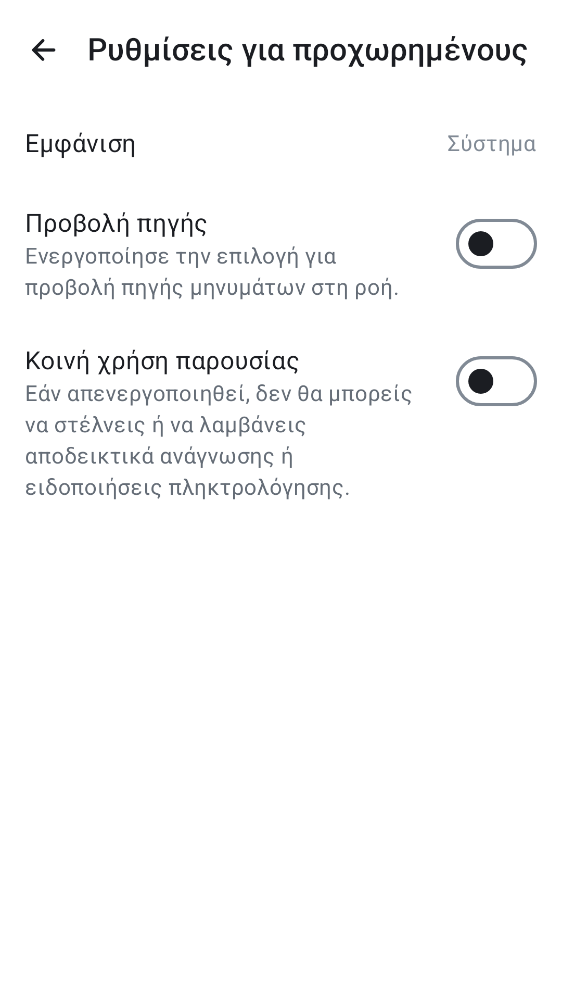 Ρυθμίσεις για προχωρημένους
Εμφάνιση Σύστημα
Προβολή πηγής
Ενεργοποίησε την επιλογή για
προβολή πηγής μηνυμάτων στη ροή.
Κοινή χρήση παρουσίας
Εάν απενεργοποιηθεί, δεν θα μπορείς
να στέλνεις ή να λαμβάνεις
αποδεικτικά ανάγνωσης ή
ειδοποιήσεις πληκτρολόγησης.